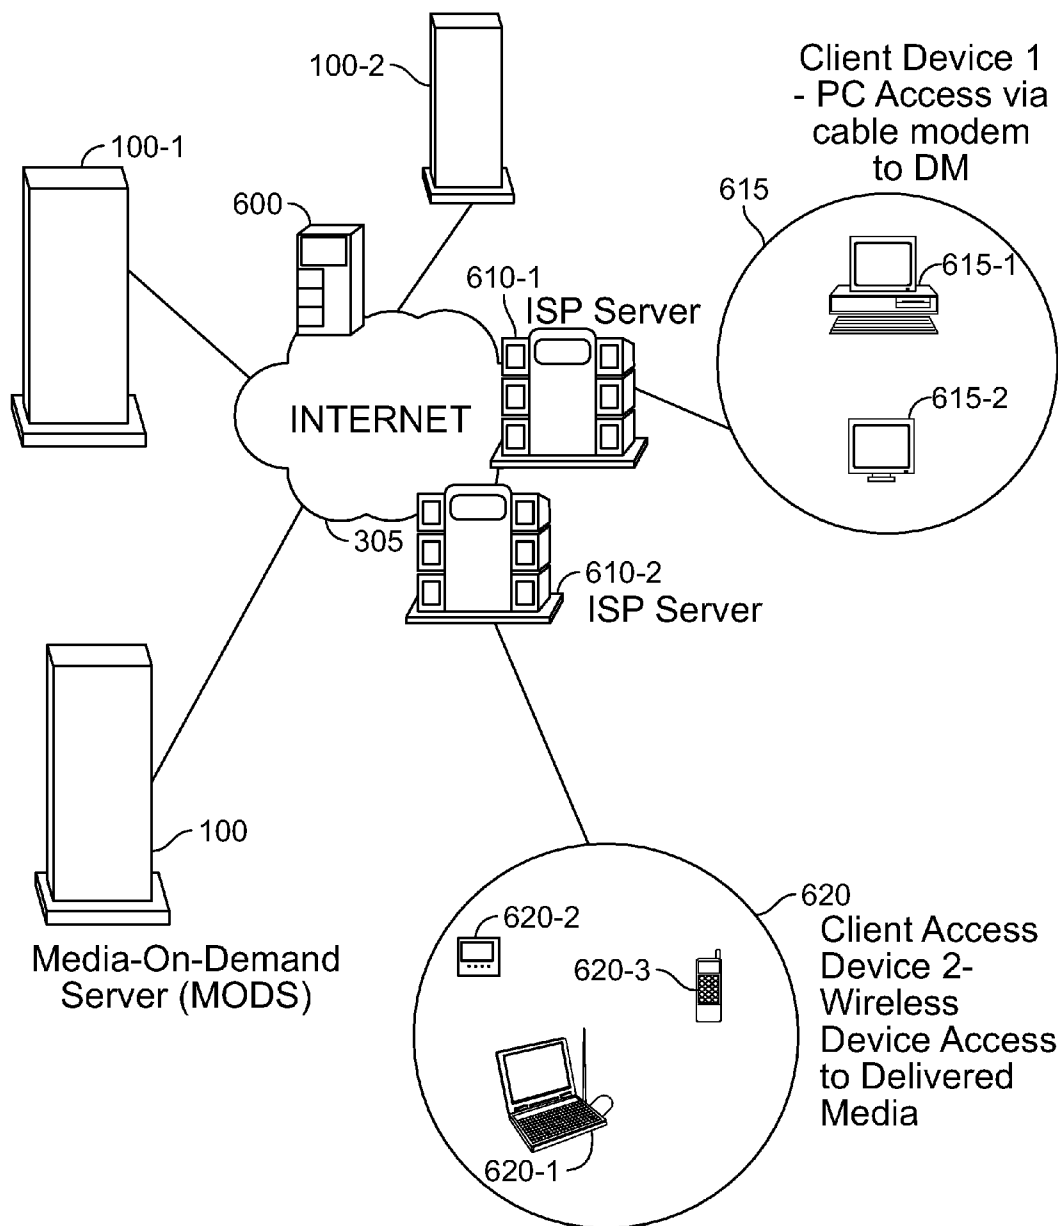 100-2
Client Device 1
- PC Access via
cable modem
to DM
100-1
600
615
610-1
ISP Server
615-1
615-2
INTERNET
305
610-2
ISP Server
100
Media-On-Demand
Server (MODS)
620
620-2
620-3
Client Access
Device 2-
Wireless
Device Access
to Delivered
Media
620-1